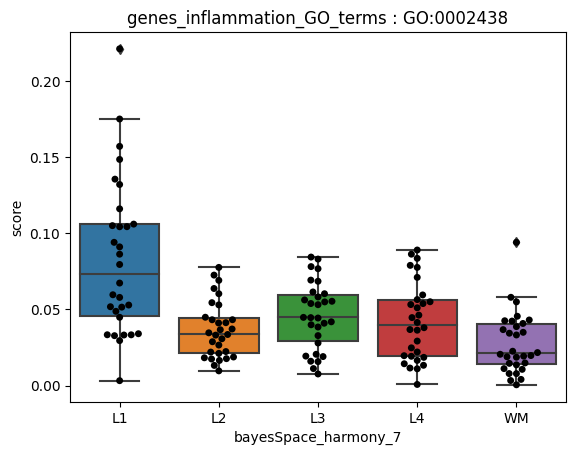 genes_inflammation_GO_terms : GO:0002438
0.20
0.15
0.10
0.05
0.00
score
L1 L2 L3 L4 WM
bayesSpace_harmony_7